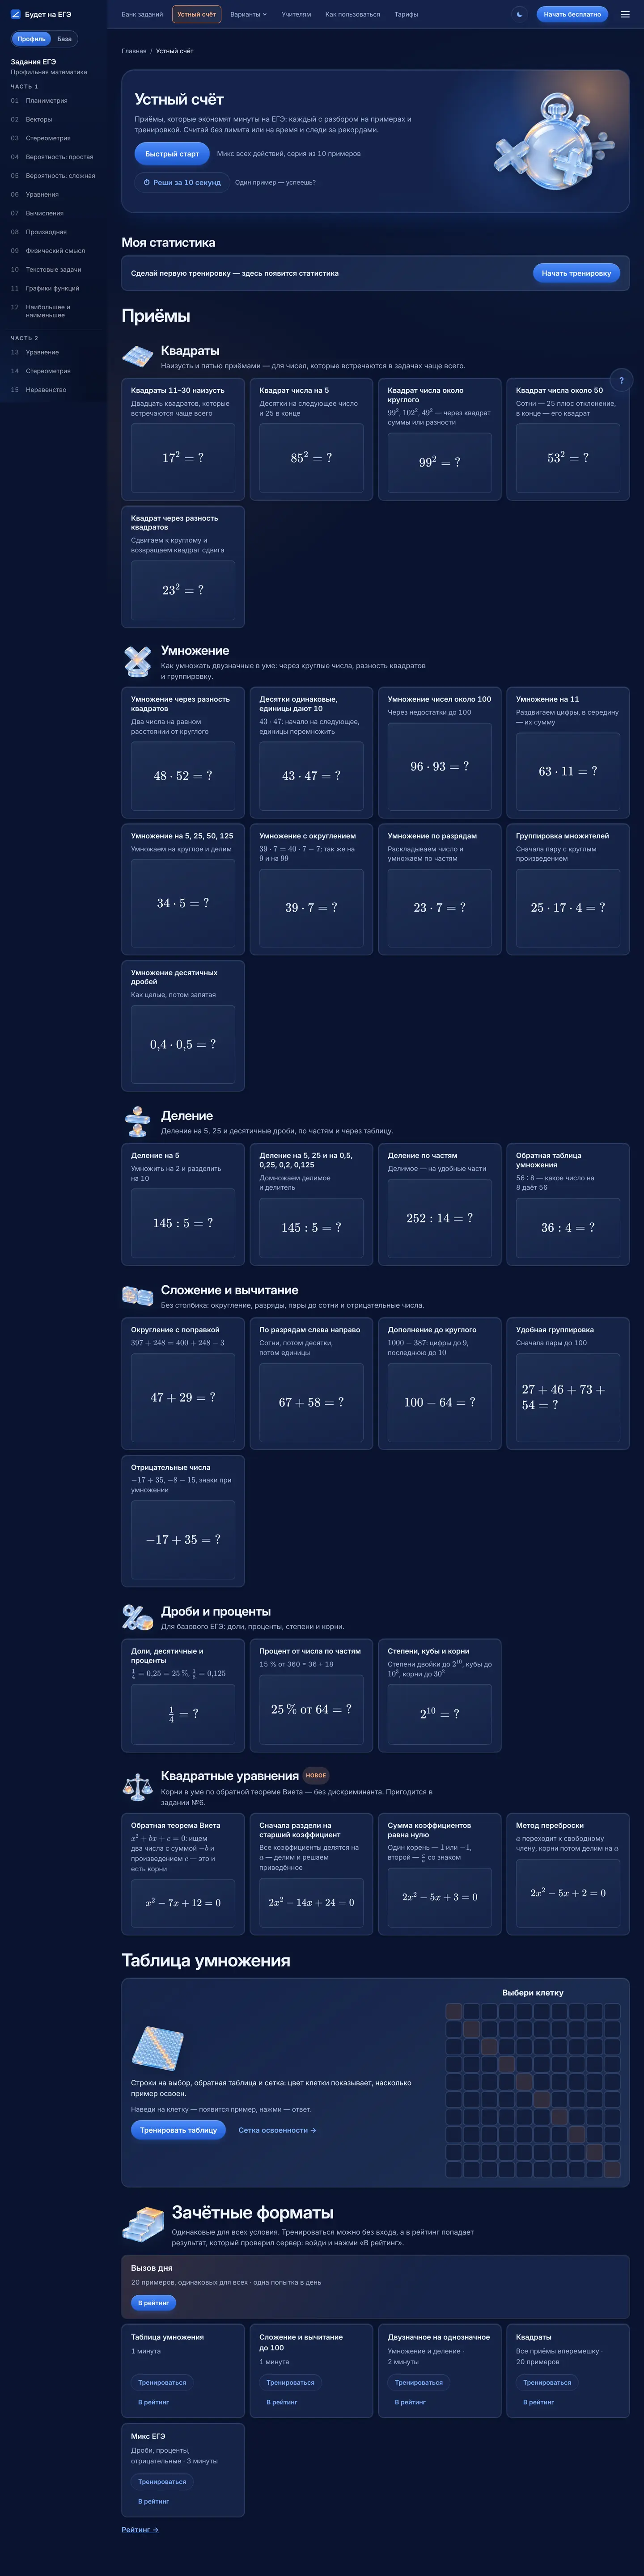 Будет на ЕГЭ
Профиль База
Задания ЕГЭ
Профильная математика
ЧАСТЬ 1
01 Планиметрия
02 Векторы
03 Стереометрия
04 Вероятность: простая
05 Вероятность: сложная
06 Уравнения
07 Вычисления
08 Производная
09 Физический смысл
10 Текстовые задачи
11 Графики функций
12 Наибольшее и
наименьшее
ЧАСТЬ 2
13 Уравнение
14 Стереометрия
15 Неравенство
Банк заданий Устный счёт Варианты Учителям Как пользоваться Тарифы Начать бесплатно
Главная / Устный счёт
Устный счёт
Приёмы, которые экономят минуты на ЕГЭ: каждый с разбором на примерах и
тренировкой. Считай без лимита или на время и следи за рекордами.
Быстрый старт Микс всех действий, серия из 10 примеров
Реши за 10 секунд Один пример — успеешь?
Моя статистика
Сделай первую тренировку — здесь появится статистика Начать тренировку
?
Приёмы
Квадраты
Наизусть и пятью приёмами — для чисел, которые встречаются в задачах чаще всего.
Квадраты 11–30 наизусть
Двадцать квадратов, которые
встречаются чаще всего
17² = ?
Квадрат числа на 5
Десятки на следующее число
и 25 в конце
85² = ?
Квадрат числа около
круглого
99², 102², 49² — через квадрат
суммы или разности
99² = ?
Квадрат числа около 50
Сотни — 25 плюс отклонение,
в конце — его квадрат
53² = ?
Квадрат через разность
квадратов
Сдвигаем к круглому и
возвращаем квадрат сдвига
23² = ?
Умножение
Как умножать двузначные в уме: через круглые числа, разность квадратов
и группировку.
Умножение через разность
квадратов
Два числа на равном
расстоянии от круглого
48 · 52 = ?
Десятки одинаковые,
единицы дают 10
43 · 47: начало на следующее,
единицы перемножить
43 · 47 = ?
Умножение чисел около 100
Через недостатки до 100
96 · 93 = ?
Умножение на 11
Раздвигаем цифры, в середину
— их сумму
63 · 11 = ?
Умножение на 5, 25, 50, 125
Умножаем на круглое и делим
34 · 5 = ?
Умножение с округлением
39 · 7 = 40 · 7 − 7; так же на
9 и на 99
39 · 7 = ?
Умножение по разрядам
Раскладываем число и
умножаем по частям
23 · 7 = ?
Группировка множителей
Сначала пару с круглым
произведением
25 · 17 · 4 = ?
Умножение десятичных
дробей
Как целые, потом запятая
0,4 · 0,5 = ?
Деление
Деление на 5, 25 и десятичные дроби, по частям и через таблицу.
Деление на 5
Умножить на 2 и разделить
на 10
145 : 5 = ?
Деление на 5, 25 и на 0,5,
0,25, 0,2, 0,125
Домножаем делимое
и делитель
145 : 5 = ?
Деление по частям
Делимое — на удобные части
252 : 14 = ?
Обратная таблица
умножения
56 : 8 — какое число на
8 даёт 56
36 : 4 = ?
Сложение и вычитание
Без столбика: округление, разряды, пары до сотни и отрицательные числа.
Округление с поправкой
397 + 248 = 400 + 248 − 3
47 + 29 = ?
По разрядам слева направо
Сотни, потом десятки,
потом единицы
67 + 58 = ?
Дополнение до круглого
1000 − 387: цифры до 9,
последнюю до 10
100 − 64 = ?
Удобная группировка
Сначала пары до 100
27 + 46 + 73 +
54 = ?
Отрицательные числа
−17 + 35, −8 − 15, знаки при
умножении
−17 + 35 = ?
Дроби и проценты
Для базового ЕГЭ: доли, проценты, степени и корни.
Доли, десятичные и
проценты
1/4 = 0,25 = 25 %, 1/8 = 0,125
1/4 = ?
Процент от числа по частям
15 % от 360 = 36 + 18
25 % от 64 = ?
Степени, кубы и корни
Степени двойки до 2¹⁰, кубы до
10³, корни до 30²
2¹⁰ = ?
Квадратные уравнения НОВОЕ
Корни в уме по обратной теореме Виета — без дискриминанта. Пригодится в
задании №6.
Обратная теорема Виета
x² + bx + c = 0: ищем
два числа с суммой −b и
произведением c — это и
есть корни
x² − 7x + 12 = 0
Сначала раздели на
старший коэффициент
Все коэффициенты делятся на
a — делим и решаем
приведённое
2x² − 14x + 24 = 0
Сумма коэффициентов
равна нулю
Один корень — 1 или −1,
второй — c/a со знаком
2x² − 5x + 3 = 0
Метод переброски
a переходит к свободному
члену, корни потом делим на a
2x² − 5x + 2 = 0
Таблица умножения
Строки на выбор, обратная таблица и сетка: цвет клетки показывает, насколько
пример освоен.
Наведи на клетку — появится пример, нажми — ответ.
Тренировать таблицу Сетка освоенности →
Выбери клетку
Зачётные форматы
Одинаковые для всех условия. Тренироваться можно без входа, а в рейтинг попадает
результат, который проверил сервер: войди и нажми «В рейтинг».
Вызов дня
20 примеров, одинаковых для всех · одна попытка в день
В рейтинг
Таблица умножения
1 минута
Тренироваться
В рейтинг
Сложение и вычитание
до 100
1 минута
Тренироваться
В рейтинг
Двузначное на однозначное
Умножение и деление ·
2 минуты
Тренироваться
В рейтинг
Квадраты
Все приёмы вперемешку ·
20 примеров
Тренироваться
В рейтинг
Микс ЕГЭ
Дроби, проценты,
отрицательные · 3 минуты
Тренироваться
В рейтинг
Рейтинг →